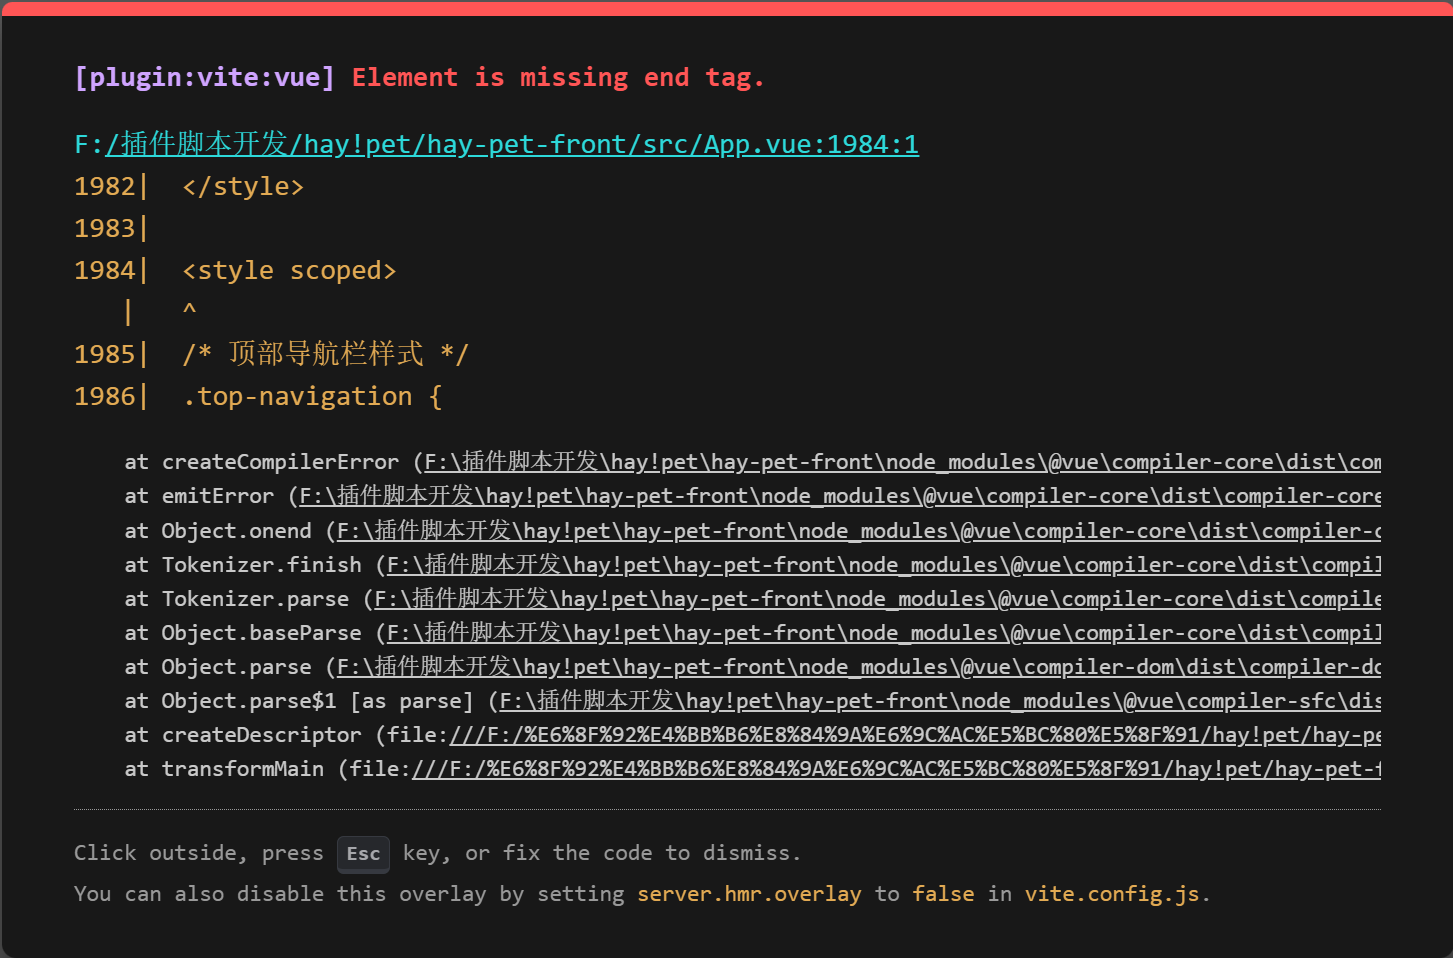 [plugin:vite:vue] Element is missing end tag.
F:/插件脚本开发/hay!pet/hay-pet-front/src/App.vue:1984:1
1982|  </style>
1983|
1984|  <style scoped>
   |   ^
1985|  /* 顶部导航栏样式 */
1986|  .top-navigation {
at createCompilerError (F:\插件脚本开发\hay!pet\hay-pet-front\node_modules\@vue\compiler-core\dist\com
at emitError (F:\插件脚本开发\hay!pet\hay-pet-front\node_modules\@vue\compiler-core\dist\compiler-core
at Object.onend (F:\插件脚本开发\hay!pet\hay-pet-front\node_modules\@vue\compiler-core\dist\compiler-c
at Tokenizer.finish (F:\插件脚本开发\hay!pet\hay-pet-front\node_modules\@vue\compiler-core\dist\compil
at Tokenizer.parse (F:\插件脚本开发\hay!pet\hay-pet-front\node_modules\@vue\compiler-core\dist\compile
at Object.baseParse (F:\插件脚本开发\hay!pet\hay-pet-front\node_modules\@vue\compiler-core\dist\compil
at Object.parse (F:\插件脚本开发\hay!pet\hay-pet-front\node_modules\@vue\compiler-dom\dist\compiler-do
at Object.parse$1 [as parse] (F:\插件脚本开发\hay!pet\hay-pet-front\node_modules\@vue\compiler-sfc\dis
at createDescriptor (file:///F:/%E6%8F%92%E4%BB%B6%E8%84%9A%E6%9C%AC%E5%BC%80%E5%8F%91/hay!pet/hay-pe
at transformMain (file:///F:/%E6%8F%92%E4%BB%B6%E8%84%9A%E6%9C%AC%E5%BC%80%E5%8F%91/hay!pet/hay-pet-f
Click outside, press Esc key, or fix the code to dismiss.
You can also disable this overlay by setting server.hmr.overlay to false in vite.config.js.